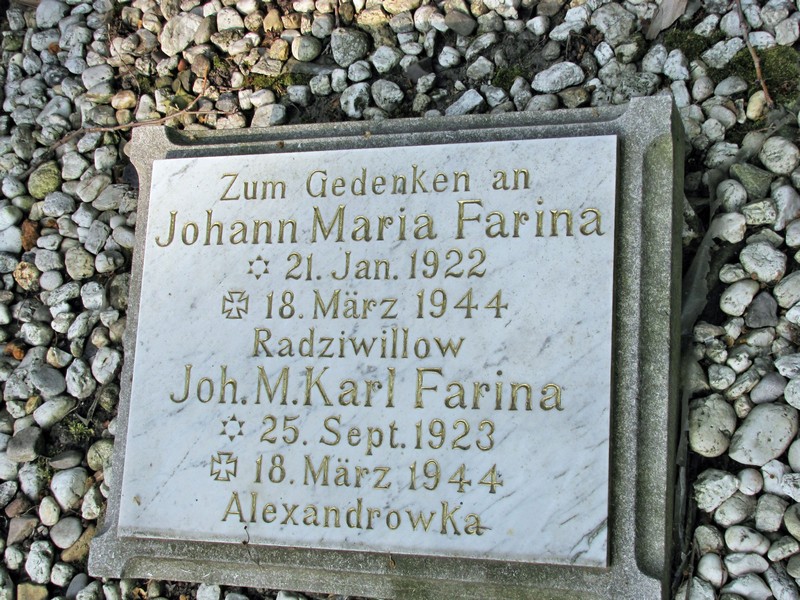 Zum Gedenken an
Johann Maria Farina
✡ 21. Jan. 1922
✠ 18. März 1944
Radziwillow
Joh. M. Karl Farina
✡ 25. Sept. 1923
✠ 18. März 1944
Alexandrowka